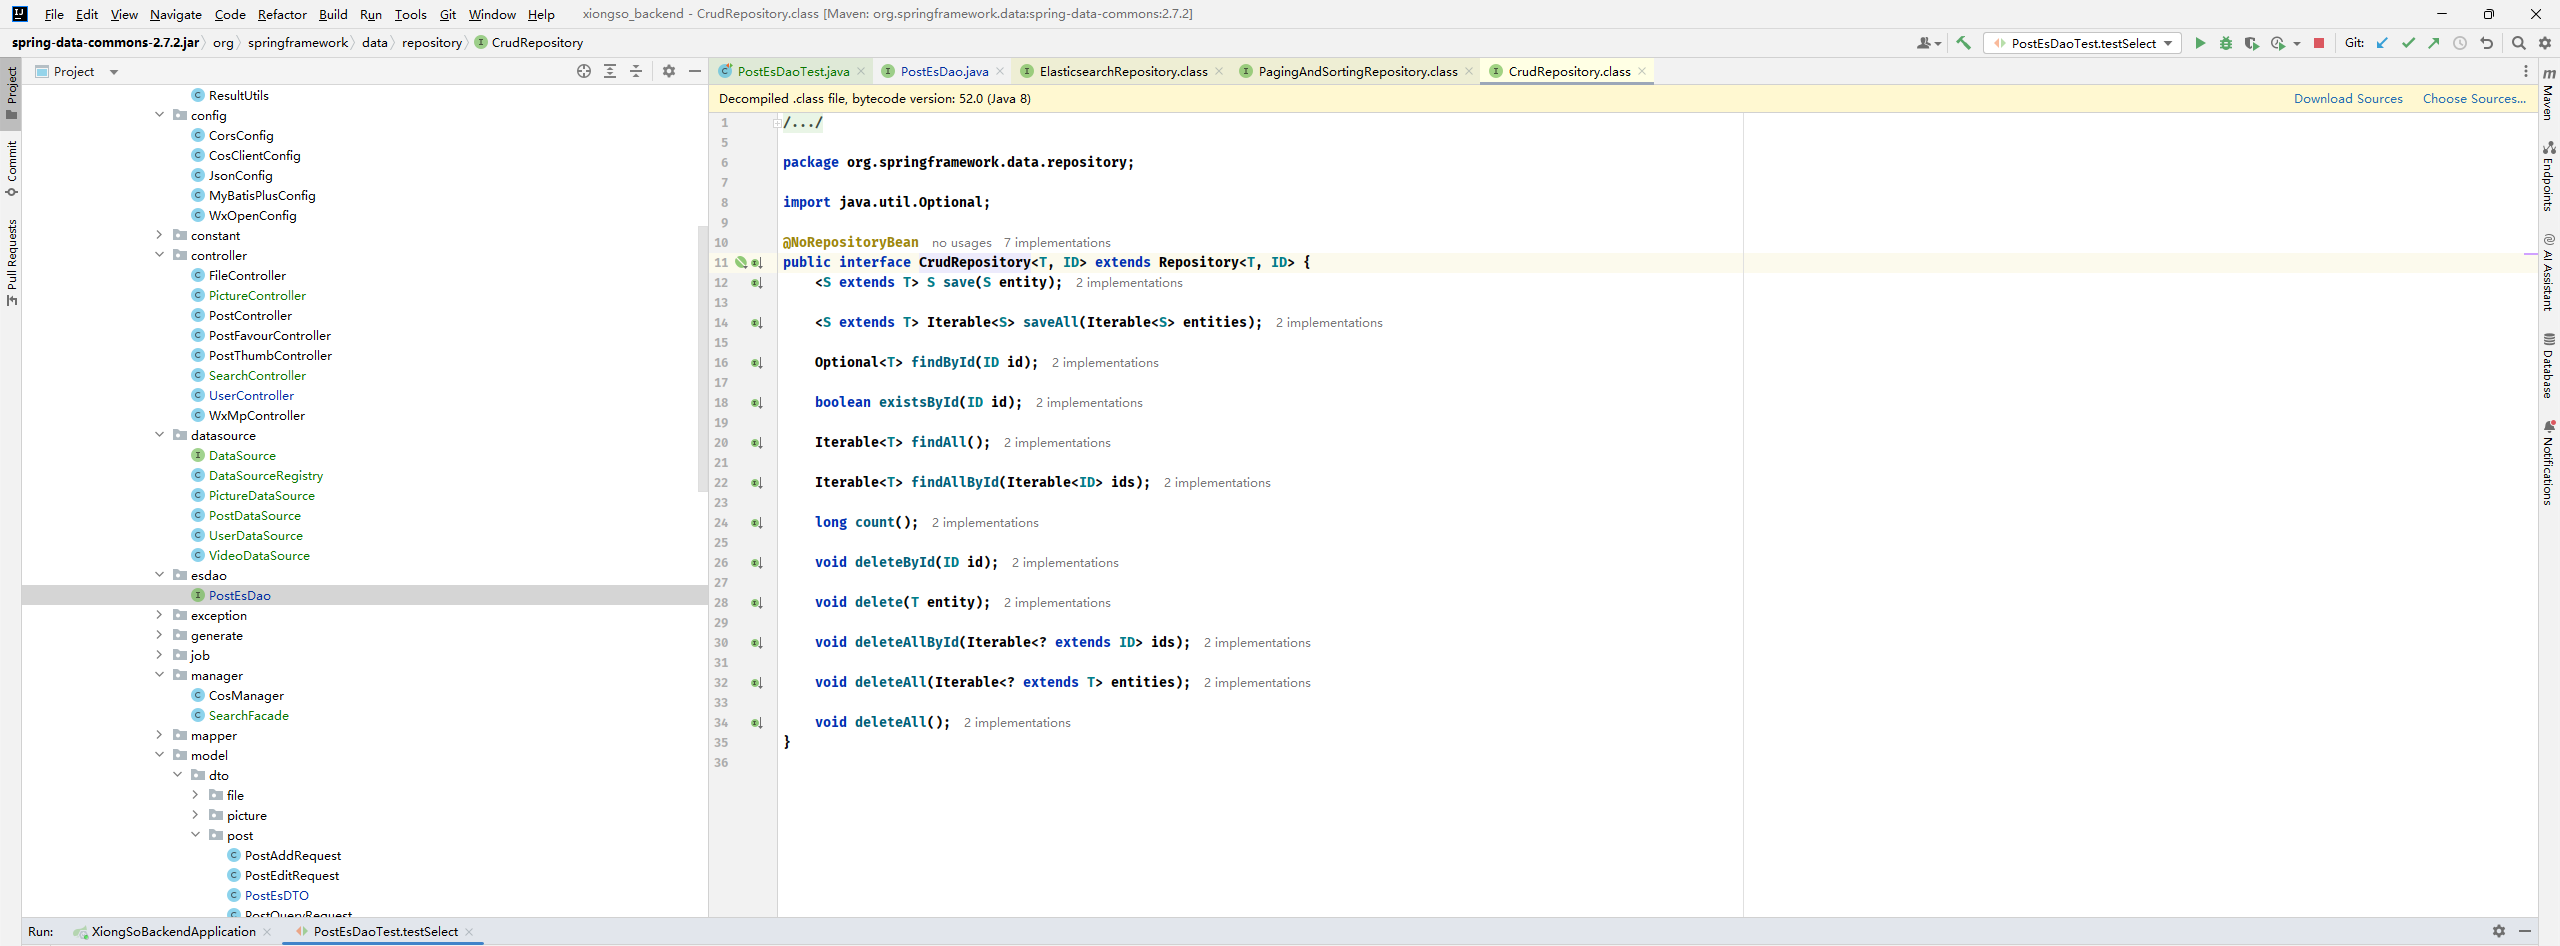 File Edit View Navigate Code Refactor Build Run Tools Git Window Help xiongso_backend - CrudRepository.class [Maven: org.springframework.data:spring-data-commons:2.7.2]
spring-data-commons-2.7.2.jar org springframework data repository CrudRepository PostEsDaoTest.testSelect Git:
Project
PostEsDaoTest.java PostEsDao.java ElasticsearchRepository.class PagingAndSortingRepository.class CrudRepository.class
Decompiled .class file, bytecode version: 52.0 (Java 8) Download Sources Choose Sources...
Project
Commit
Pull Requests
ResultUtils
config
CorsConfig
CosClientConfig
JsonConfig
MyBatisPlusConfig
WxOpenConfig
constant
controller
FileController
PictureController
PostController
PostFavourController
PostThumbController
SearchController
UserController
WxMpController
datasource
DataSource
DataSourceRegistry
PictureDataSource
PostDataSource
UserDataSource
VideoDataSource
esdao
PostEsDao
exception
generate
job
manager
CosManager
SearchFacade
mapper
model
dto
file
picture
post
PostAddRequest
PostEditRequest
PostEsDTO
PostQueryRequest
1 /.../
5
6 package org.springframework.data.repository;
7
8 import java.util.Optional;
9
10 @NoRepositoryBean no usages 7 implementations
11 public interface CrudRepository<T, ID> extends Repository<T, ID> {
12 <S extends T> S save(S entity); 2 implementations
13
14 <S extends T> Iterable<S> saveAll(Iterable<S> entities); 2 implementations
15
16 Optional<T> findById(ID id); 2 implementations
17
18 boolean existsById(ID id); 2 implementations
19
20 Iterable<T> findAll(); 2 implementations
21
22 Iterable<T> findAllById(Iterable<ID> ids); 2 implementations
23
24 long count(); 2 implementations
25
26 void deleteById(ID id); 2 implementations
27
28 void delete(T entity); 2 implementations
29
30 void deleteAllById(Iterable<? extends ID> ids); 2 implementations
31
32 void deleteAll(Iterable<? extends T> entities); 2 implementations
33
34 void deleteAll(); 2 implementations
35 }
36
Maven
Endpoints
AI Assistant
Database
Notifications
Run: XiongSoBackendApplication PostEsDaoTest.testSelect